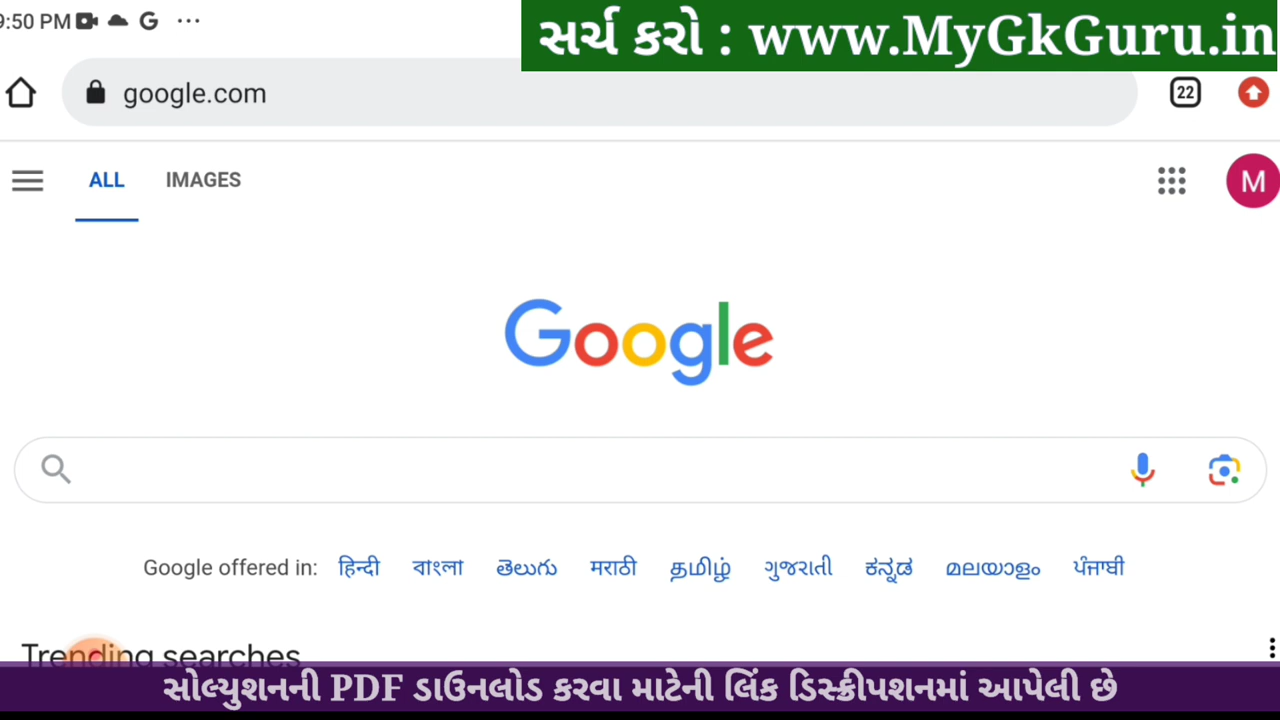 9:50 PM
સર્ચ કરો : www.MyGkGuru.in
google.com
22
ALL IMAGES
M
Google
Google offered in: हिन्दी বাংলা తెలుగు मराठी தமிழ் ગુજરાતી ಕನ್ನಡ മലയാളം ਪੰਜਾਬੀ
Trending searches
સોલ્યુશનની PDF ડાઉનલોડ કરવા માટેની લિંક ડિસ્ક્રીપશનમાં આપેલી છે